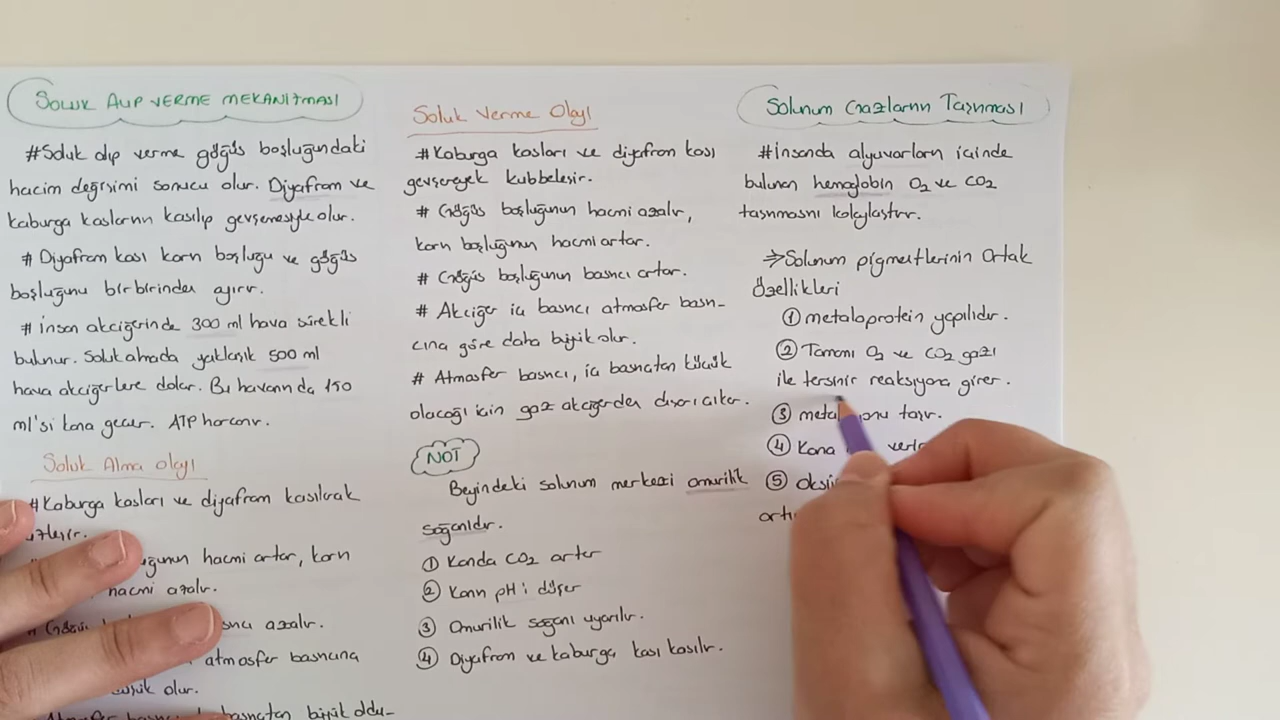 SOLUK ALIP VERME MEKANİZMASI
#Soluk alıp verme göğüs boşluğundaki
hacim değişimi sonucu olur. Diyafram ve
kaburga kaslarının kasılıp gevşemesiyle olur.
# Diyafram kası karın boşluğu ve göğüs
boşluğunu birbirinden ayırır.
# İnsan akciğerinde 300 ml hava sürekli
bulunur. Soluk almada yaklaşık 500 ml
hava akciğerlere dolar. Bu havanın da 150
ml'si kana geçer. ATP harcanır.
Soluk Alma olayı
#Kaburga kasları ve diyafram kasılarak
hacmi artar, karın
hacmi azalır.
# Göğüs azalır.
atmosfer basıncına
olur.
basınçtan büyük oldu-
Soluk Verme Olayı
#Kaburga kasları ve diyafram kası
gevşeyerek kubbeleşir.
# Göğüs boşluğunun hacmi azalır,
karın boşluğunun hacmi artar.
# Göğüs boşluğunun basıncı artar.
# Akciğer iç basıncı atmosfer basın-
cına göre daha büyük olur.
# Atmosfer basıncı, iç basınçtan küçük
olacağı için gaz akciğerden dışarı çıkar.
NOT
Beyindeki solunum merkezi omurilik
soğanıdır.
① Kanda CO2 artar
② Kanın pH'ı düşer
③ Omurilik soğanı uyarılır.
④ Diyafram ve kaburga kası kasılır.
Solunum Gazlarının Taşınması
#İnsanda alyuvarların içinde
bulunan hemoglobin O2 ve CO2
taşınmasını kolaylaştırır.
⇒Solunum pigmentlerinin Ortak
Özellikleri
① metaloprotein yapılıdır.
② Tamamı O2 ve CO2 gazı
ile tersinir reaksiyona girer.
③ metal taşır.
④ Kana
⑤